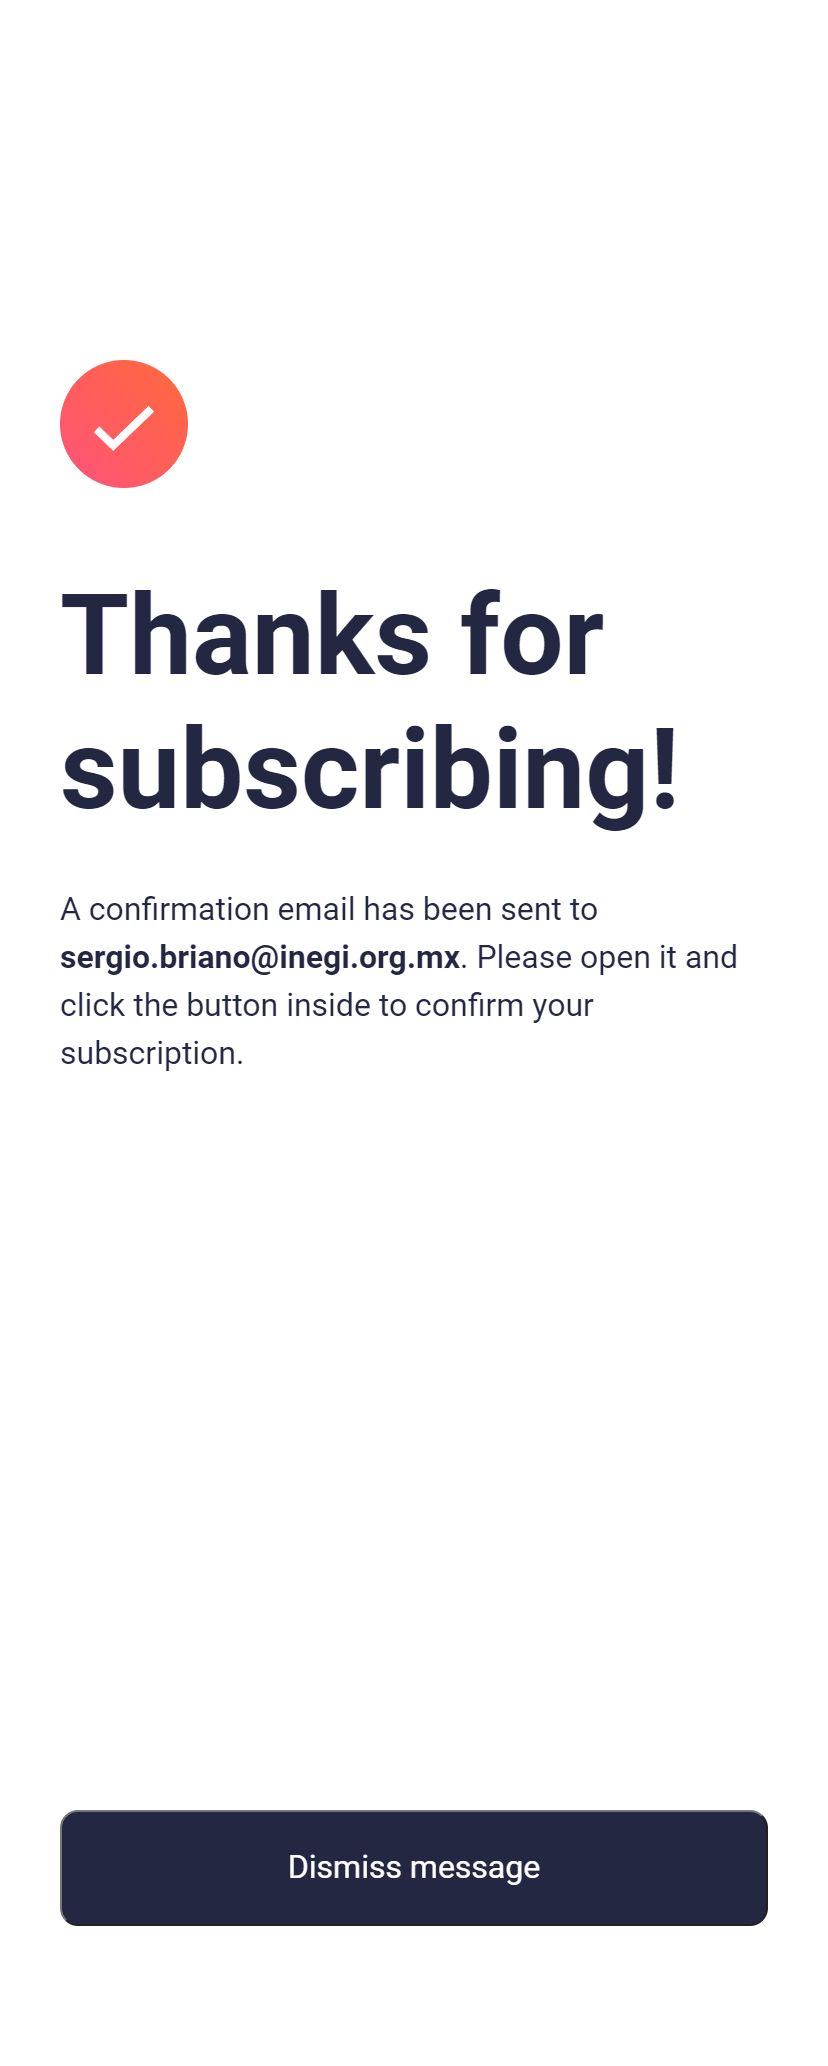 Thanks for
subscribing!
A confirmation email has been sent to
sergio.briano@inegi.org.mx. Please open it and
click the button inside to confirm your
subscription.
Dismiss message